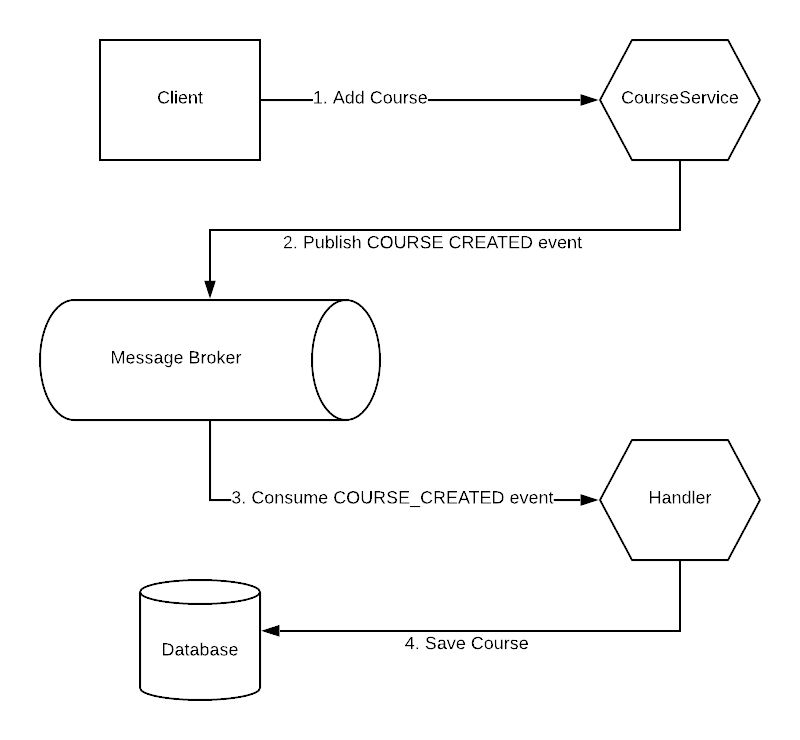 Client
1. Add Course
CourseService
2. Publish COURSE CREATED event
Message Broker
3. Consume COURSE_CREATED event
Handler
Database
4. Save Course